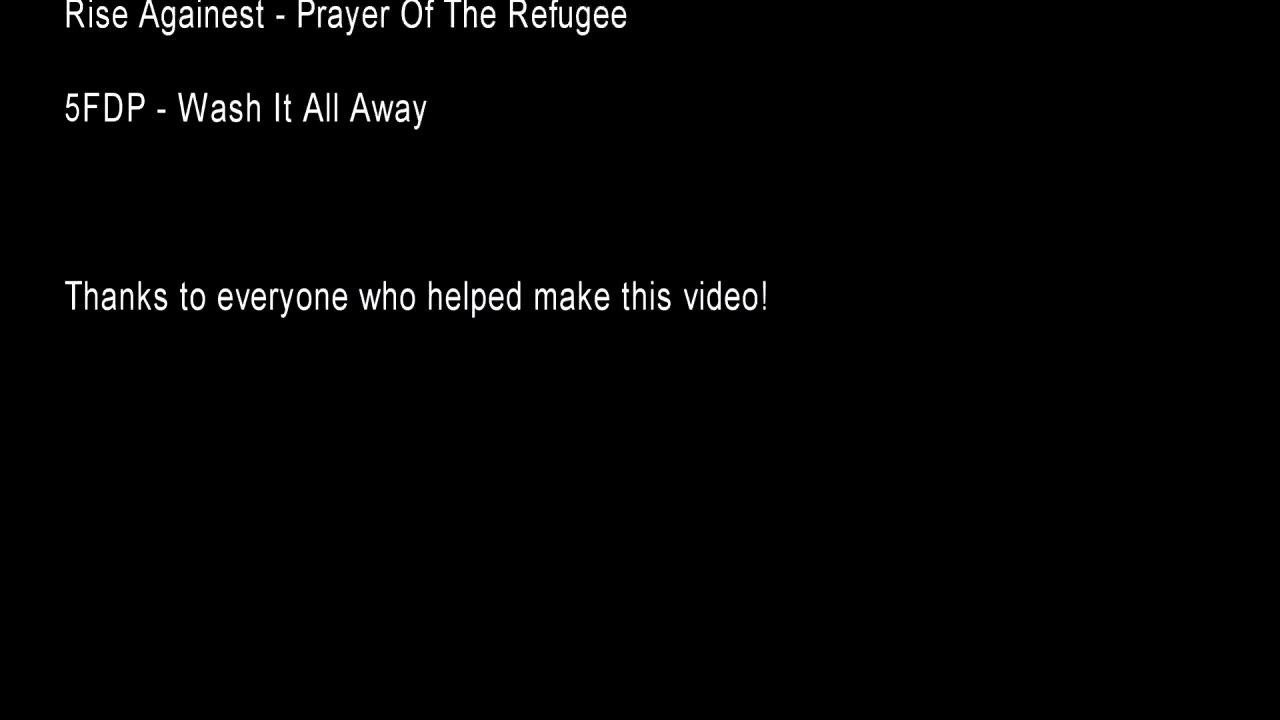 Rise Againest - Prayer Of The Refugee
5FDP - Wash It All Away
Thanks to everyone who helped make this video!